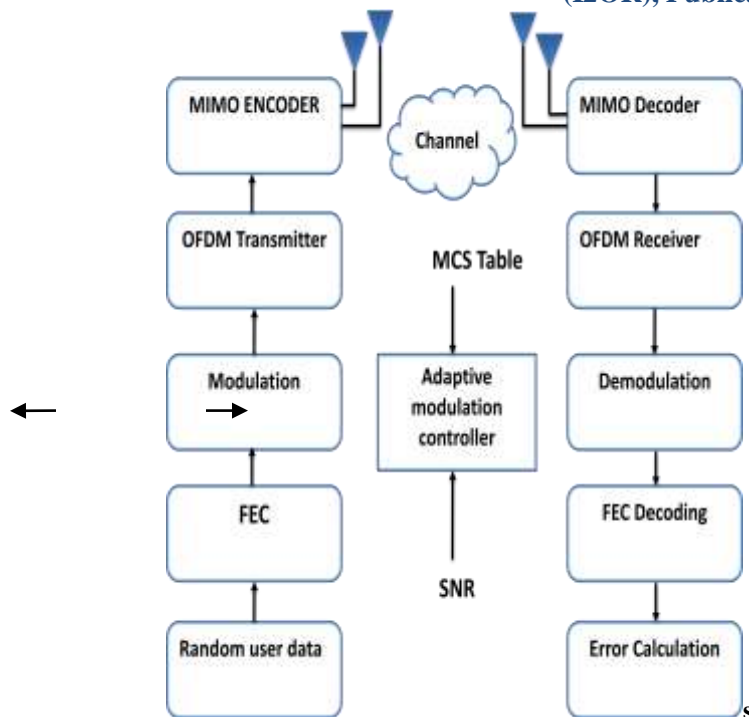 MIMO ENCODER
MIMO Decoder
Channel
OFDM Transmitter
OFDM Receiver
MCS Table
Modulation
Adaptive
modulation
controller
Demodulation
FEC
FEC Decoding
SNR
Random user data
Error Calculation
s